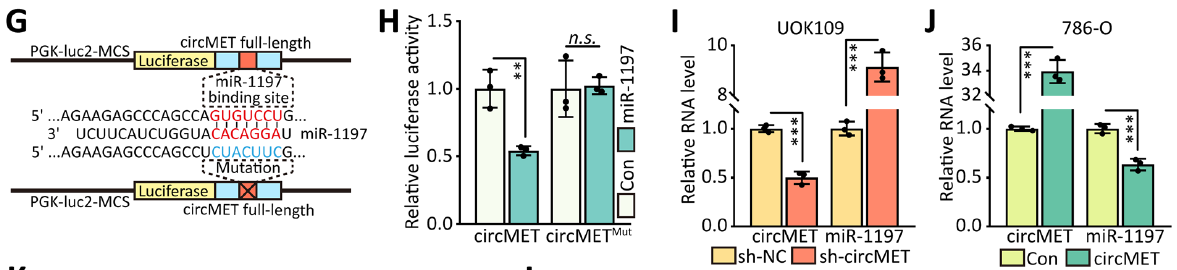 G
circMET full-length
PGK-luc2-MCS
Luciferase
miR-1197
binding site
5' ...AGAAGAGCCCAGCCAGUGUCCUG...
3' UCUUCAUCUGGUACACAGGAU miR-1197
5' ...AGAAGAGCCCAGCCUCUACUUCG...
Mutation
Luciferase
PGK-luc2-MCS
circMET full-length
H
Relative luciferase activity
1.5
1.0
0.5
0.0
**
n.s.
circMET
circMETMut
Con
miR-1197
I
UOK109
Relative RNA level
10
8
1.0
0.5
0.0
***
***
circMET
miR-1197
sh-NC
sh-circMET
J
786-O
Relative RNA level
36
34
32
1.0
0.5
0.0
***
***
circMET
miR-1197
Con
circMET